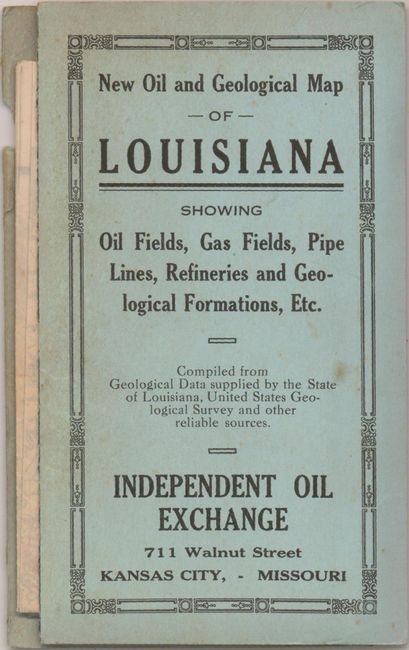 New Oil and Geological Map
— OF —
LOUISIANA
SHOWING
Oil Fields, Gas Fields, Pipe
Lines, Refineries and Geo-
logical Formations, Etc.
Compiled from
Geological Data supplied by the State
of Louisiana, United States Geo-
logical Survey and other
reliable sources.
INDEPENDENT OIL
EXCHANGE
711 Walnut Street
KANSAS CITY, - MISSOURI